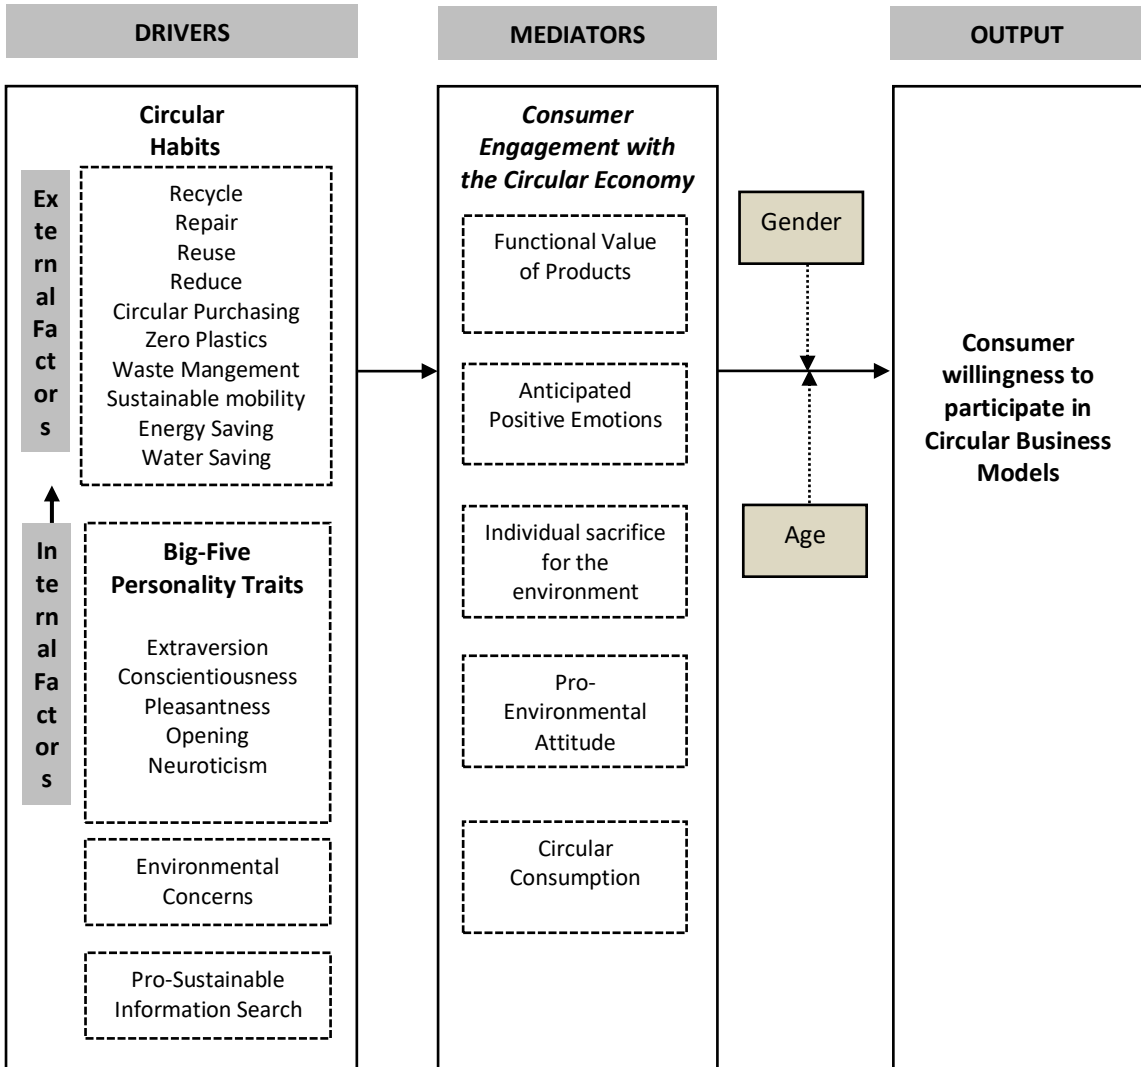 DRIVERS
MEDIATORS
OUTPUT
Circular
Habits
Ex
te
rn
al
Fa
ct
or
s
Recycle
Repair
Reuse
Reduce
Circular Purchasing
Zero Plastics
Waste Mangement
Sustainable mobility
Energy Saving
Water Saving
In
te
rn
al
Fa
ct
or
s
Big-Five
Personality Traits
Extraversion
Conscientiousness
Pleasantness
Opening
Neuroticism
Environmental
Concerns
Pro-Sustainable
Information Search
Consumer
Engagement with
the Circular Economy
Functional Value
of Products
Anticipated
Positive Emotions
Individual sacrifice
for the
environment
Pro-
Environmental
Attitude
Circular
Consumption
Gender
Age
Consumer
willingness to
participate in
Circular Business
Models